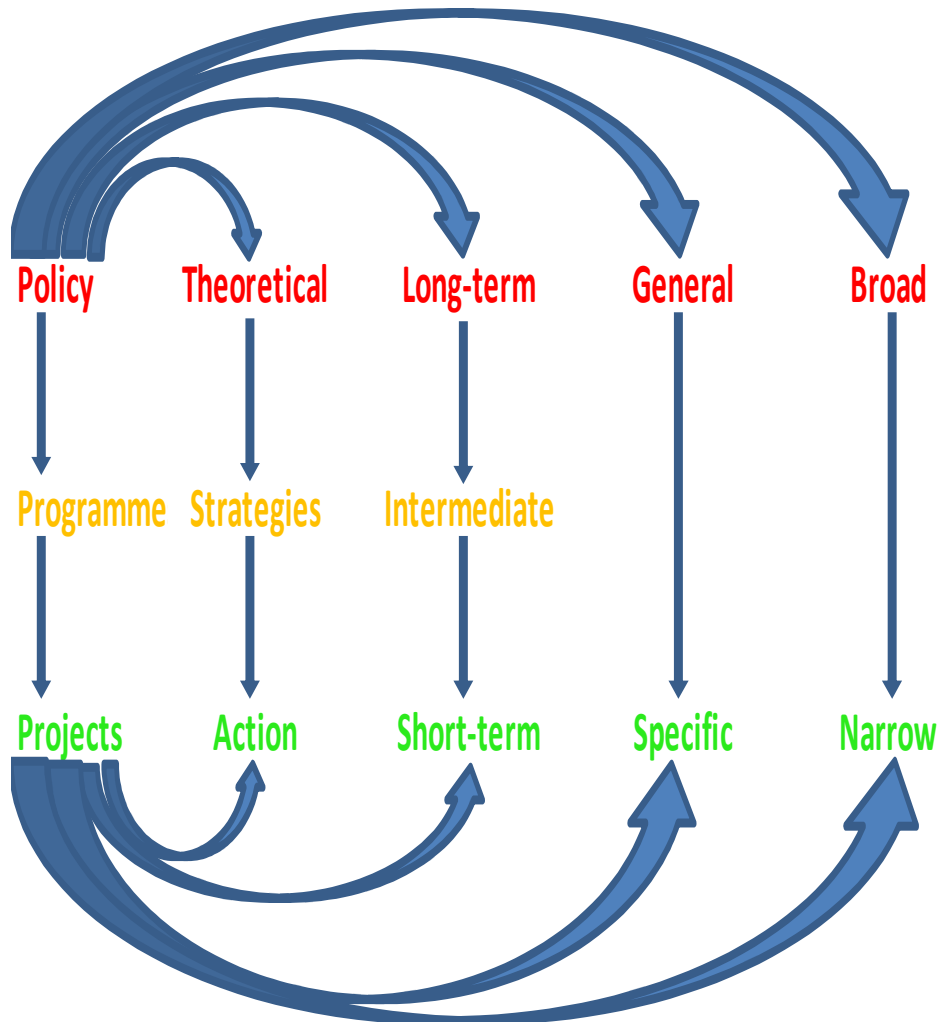 Policy Theoretical Long-term General Broad
Programme Strategies Intermediate
Projects Action Short-term Specific Narrow